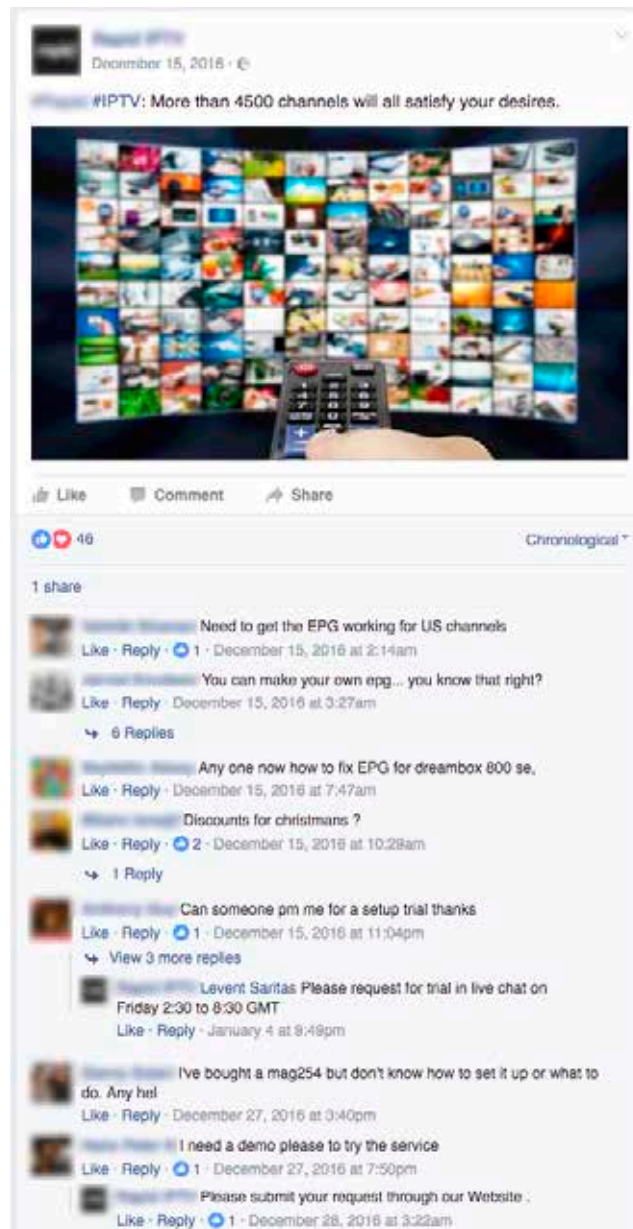 December 15, 2016 ·
#IPTV: More than 4500 channels will all satisfy your desires.
Like Comment Share
46 Chronological
1 share
Need to get the EPG working for US channels
Like · Reply · 1 · December 15, 2016 at 2:14am
You can make your own epg... you know that right?
Like · Reply · December 15, 2016 at 3:27am
6 Replies
Any one now how to fix EPG for dreambox 800 se,
Like · Reply · December 15, 2016 at 7:47am
Discounts for christmans ?
Like · Reply · 2 · December 15, 2016 at 10:29am
1 Reply
Can someone pm me for a setup trial thanks
Like · Reply · 1 · December 15, 2016 at 11:04pm
View 3 more replies
Levent Saritas Please request for trial in live chat on
Friday 2:30 to 8:30 GMT
Like · Reply · January 4 at 9:49pm
I've bought a mag254 but don't know how to set it up or what to
do. Any hel
Like · Reply · December 27, 2016 at 3:40pm
I need a demo please to try the service
Like · Reply · 1 · December 27, 2016 at 7:50pm
Please submit your request through our Website .
Like · Reply · 1 · December 28, 2016 at 3:22am